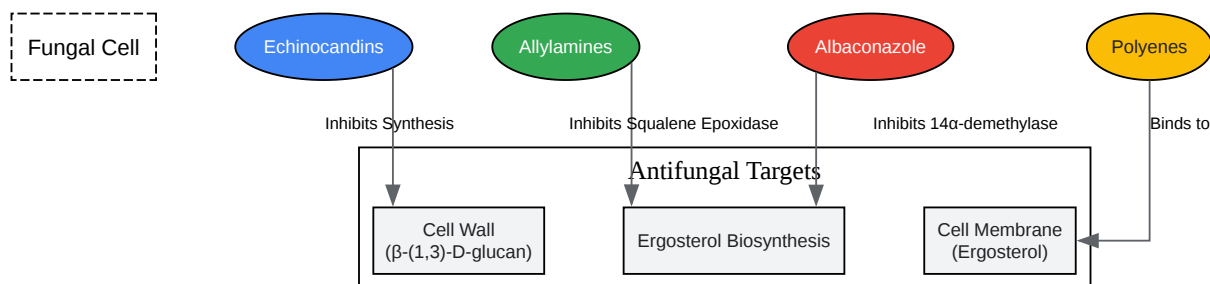 Fungal Cell
Echinocandins
Allylamines
Albaconazole
Polyenes
Inhibits Synthesis
Inhibits Squalene Epoxidase
Inhibits 14α-demethylase
Binds to
Antifungal Targets
Cell Wall
(β-(1,3)-D-glucan)
Ergosterol Biosynthesis
Cell Membrane
(Ergosterol)